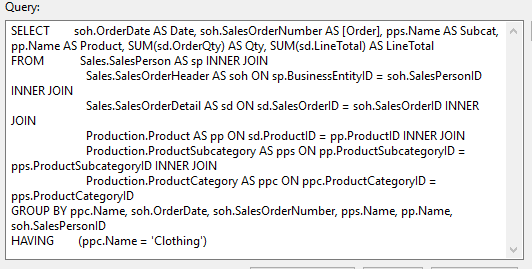 Query:
SELECT soh.OrderDate AS Date, soh.SalesOrderNumber AS [Order], pps.Name AS Subcat,
pp.Name AS Product, SUM(sd.OrderQty) AS Qty, SUM(sd.LineTotal) AS LineTotal
FROM Sales.SalesPerson AS sp INNER JOIN
Sales.SalesOrderHeader AS soh ON sp.BusinessEntityID = soh.SalesPersonID
INNER JOIN
Sales.SalesOrderDetail AS sd ON sd.SalesOrderID = soh.SalesOrderID INNER
JOIN
Production.Product AS pp ON sd.ProductID = pp.ProductID INNER JOIN
Production.ProductSubcategory AS pps ON pp.ProductSubcategoryID =
pps.ProductSubcategoryID INNER JOIN
Production.ProductCategory AS ppc ON ppc.ProductCategoryID =
pps.ProductCategoryID
GROUP BY ppc.Name, soh.OrderDate, soh.SalesOrderNumber, pps.Name, pp.Name,
soh.SalesPersonID
HAVING (ppc.Name = 'Clothing')